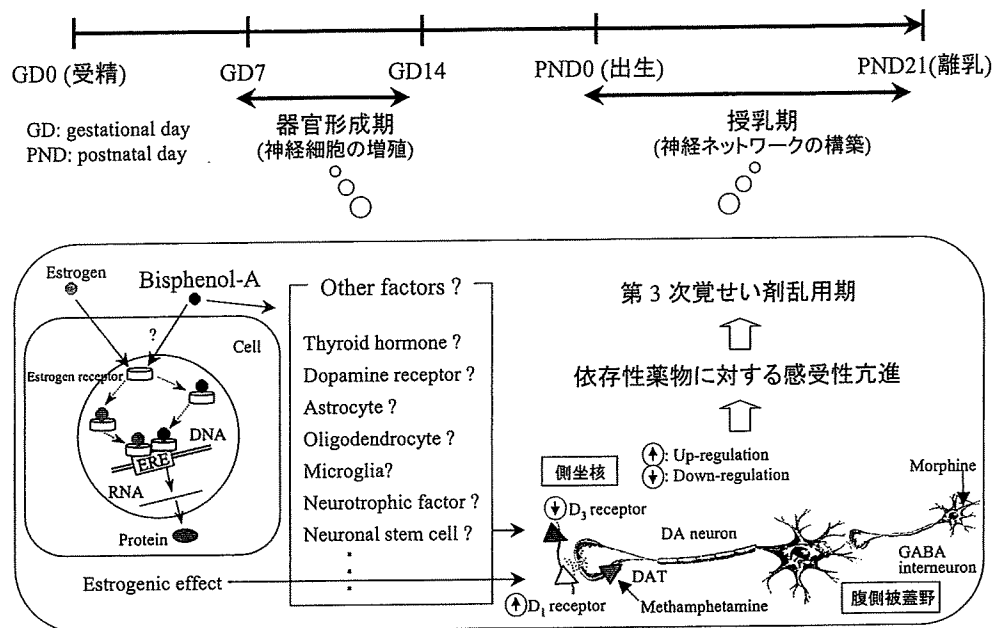 GD0 (受精)
GD7
GD14
PND0 (出生)
PND21(離乳)
GD: gestational day
PND: postnatal day
器官形成期
(神経細胞の増殖)
授乳期
(神経ネットワークの構築)
Estrogen
Bisphenol-A
?
Cell
Estrogen receptor
DNA
ERE
RNA
Protein
Estrogenic effect
Other factors ?
Thyroid hormone ?
Dopamine receptor ?
Astrocyte ?
Oligodendrocyte ?
Microglia?
Neurotrophic factor ?
Neuronal stem cell ?
第3次覚せい剤乱用期
依存性薬物に対する感受性亢進
側坐核
: Up-regulation
: Down-regulation
D3 receptor
DA neuron
DAT
D1 receptor
Methamphetamine
Morphine
GABA
interneuron
腹側被蓋野